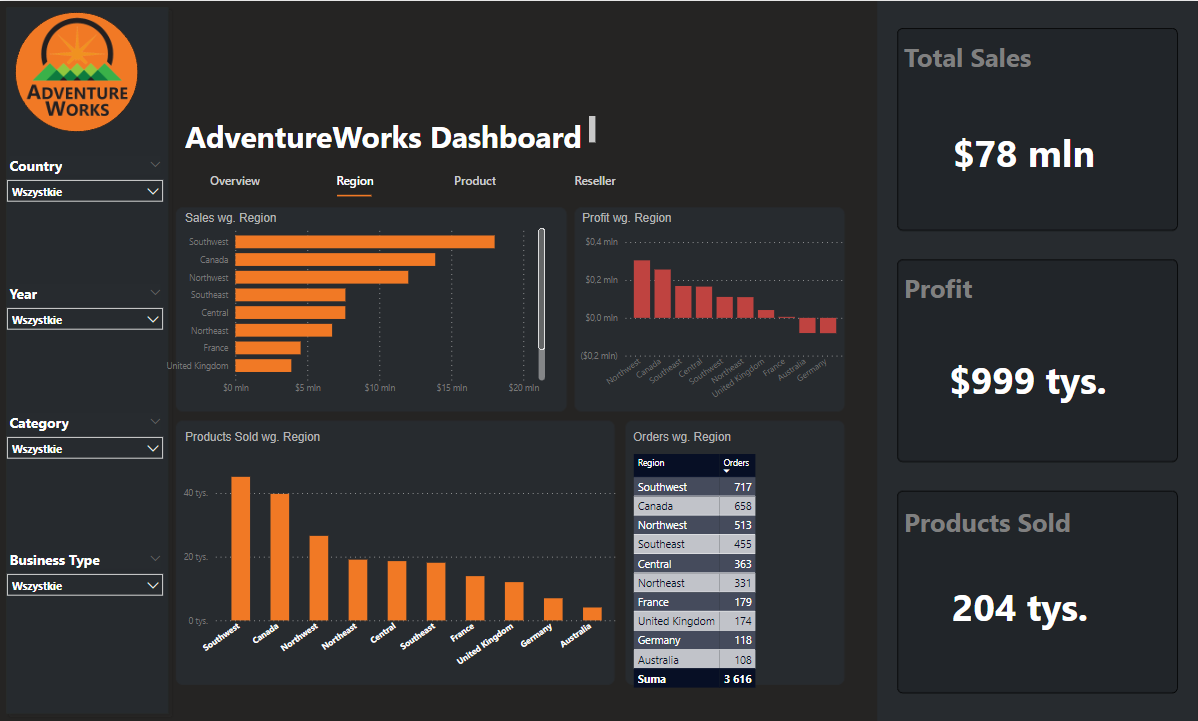 ADVENTURE
WORKS
Country
Wszystkie
Year
Wszystkie
Category
Wszystkie
Business Type
Wszystkie
AdventureWorks Dashboard
Overview Region Product Reseller
Sales wg. Region
Southwest
Canada
Northwest
Southeast
Central
Northeast
France
United Kingdom
$0 mln $5 mln $10 mln $15 mln $20 mln
Profit wg. Region
$0,4 mln
$0,2 mln
$0,0 mln
($0,2 mln)
Northwest Canada Southeast Central Southwest Northeast United Kingdom France Australia Germany
Products Sold wg. Region
40 tys.
20 tys.
0 tys.
Southwest Canada Northwest Northeast Central Southeast France United Kingdom Germany Australia
Orders wg. Region
Region Orders
Southwest 717
Canada 658
Northwest 513
Southeast 455
Central 363
Northeast 331
France 179
United Kingdom 174
Germany 118
Australia 108
Suma 3 616
Total Sales
$78 mln
Profit
$999 tys.
Products Sold
204 tys.